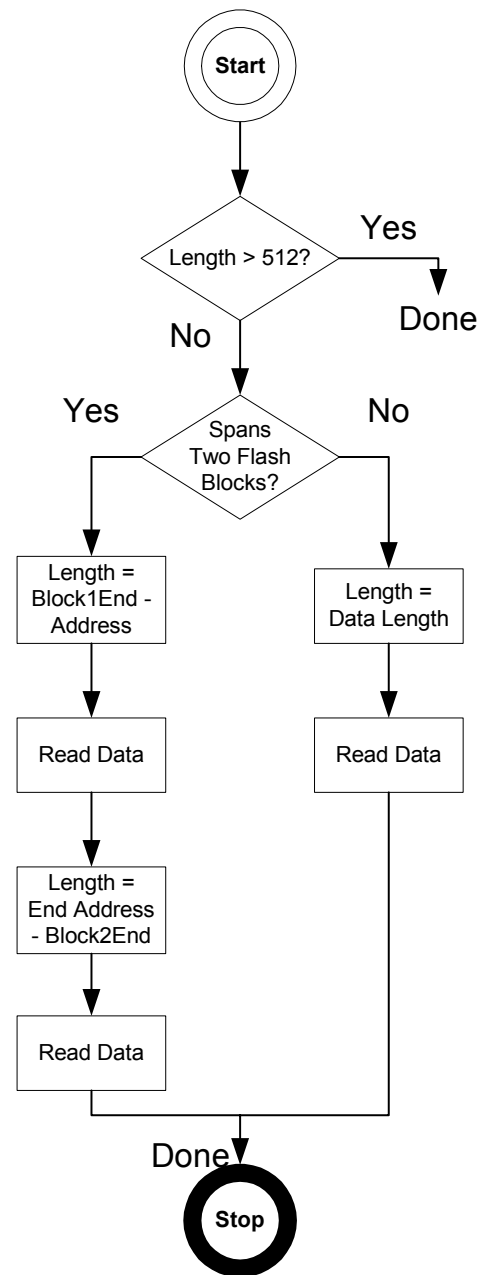 Start
Length > 512?
Yes
Done
No
Yes
No
Spans
Two Flash
Blocks?
Length =
Block1End -
Address
Length =
Data Length
Read Data
Read Data
Length =
End Address
- Block2End
Read Data
Done
Stop